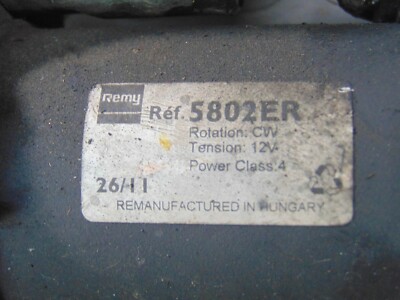 Remy
Réf. 5802ER
Rotation: CW
Tension: 12V
Power Class:4
26/11
REMANUFACTURED IN HUNGARY